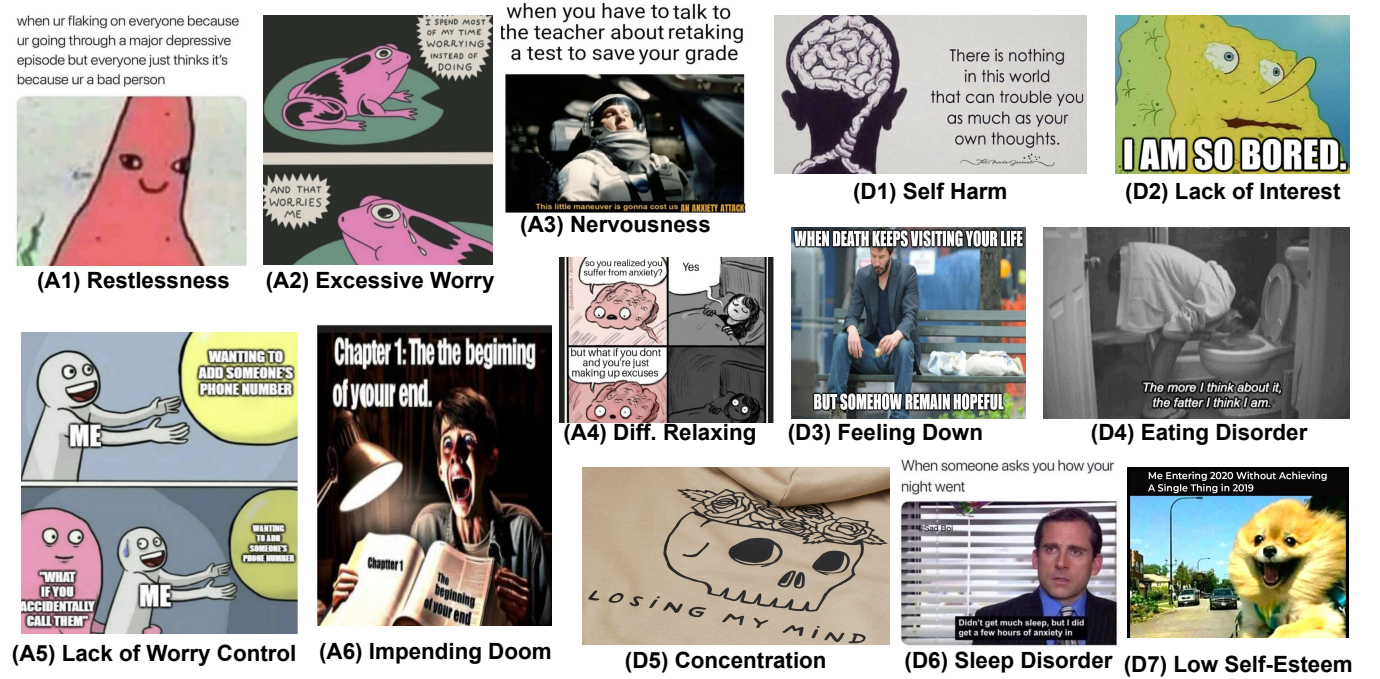 when ur flaking on everyone because
ur going through a major depressive
episode but everyone just thinks it's
because ur a bad person
(A1) Restlessness
I SPEND MOST
OF MY TIME
WORRYING
INSTEAD OF
DOING
AND THAT
WORRIES
ME
(A2) Excessive Worry
when you have to talk to
the teacher about retaking
a test to save your grade
This little maneuver is gonna cost us AN ANXIETY ATTACK
(A3) Nervousness
There is nothing
in this world
that can trouble you
as much as your
own thoughts.
(D1) Self Harm
I AM SO BORED.
(D2) Lack of Interest
so you realized you
suffer from anxiety?
Yes
but what if you dont
and you're just
making up excuses
(A4) Diff. Relaxing
WHEN DEATH KEEPS VISITING YOUR LIFE
BUT SOMEHOW REMAIN HOPEFUL
(D3) Feeling Down
The more I think about it,
the fatter I think I am.
(D4) Eating Disorder
WANTING TO
ADD SOMEONE'S
PHONE NUMBER
ME
WANTING
TO ADD
SOMEONE'S
PHONE NUMBER
"WHAT
IF YOU
ACCIDENTALLY
CALL THEM"
ME
(A5) Lack of Worry Control
Chapter 1: The the begiming
of y(ouir end.
Chaptter 1
The
beginning
of your end
(A6) Impending Doom
LOSING MY MIND
(D5) Concentration
When someone asks you how your
night went
@Sad Boi
Didn't get much sleep, but I did
get a few hours of anxiety in
(D6) Sleep Disorder
Me Entering 2020 Without Achieving
A Single Thing in 2019
(D7) Low Self-Esteem